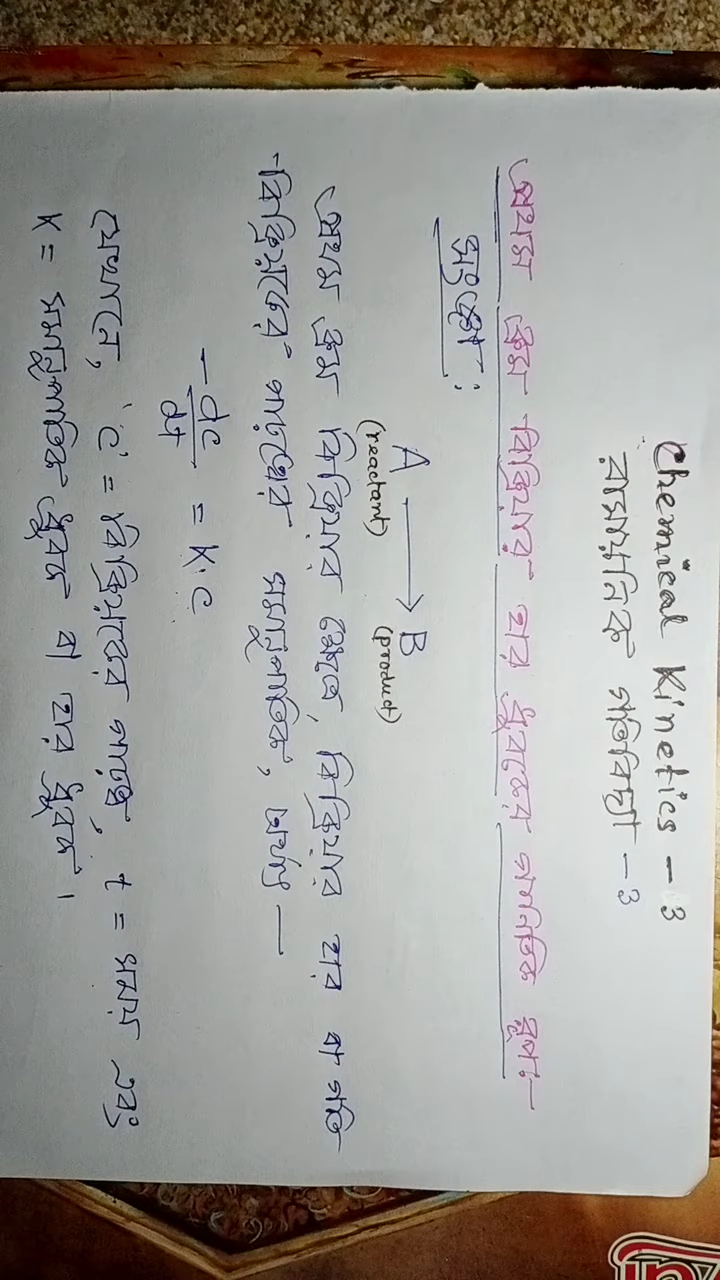 Chemical Kinetics - 3
রাসায়নিক গতিবিদ্যা - 3
প্রথম ক্রম বিক্রিয়ার হার ধ্রুবকের গাণিতিক রূপ:-
সংজ্ঞা:
A → B
(reactant) (product)
প্রথম ক্রম বিক্রিয়ার ক্ষেত্রে, বিক্রিয়ার হার বা গতি
বিক্রিয়কের গাঢ়ত্বের সমানুপাতিক, অর্থাৎ —
- dc/dt = K.C
যেখানে, 'C' = বিক্রিয়কের গাঢ়ত্ব, t = সময় এবং
K = সমানুপাতিক ধ্রুবক বা হার ধ্রুবক।